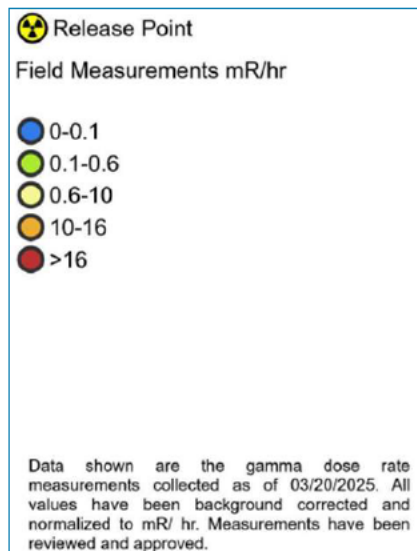 Release Point
Field Measurements mR/hr
0-0.1
0.1-0.6
0.6-10
10-16
>16
Data shown are the gamma dose rate
measurements collected as of 03/20/2025. All
values have been background corrected and
normalized to mR/ hr. Measurements have been
reviewed and approved.